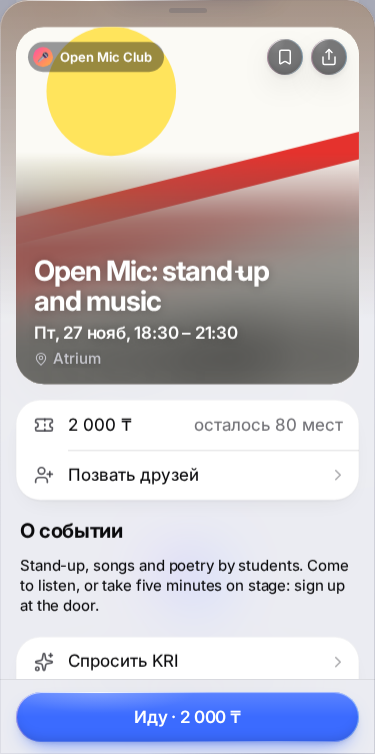 Open Mic Club
Open Mic: stand-up
and music
Пт, 27 нояб, 18:30 – 21:30
Atrium
2 000 ₸
осталось 80 мест
Позвать друзей
О событии
Stand-up, songs and poetry by students. Come
to listen, or take five minutes on stage: sign up
at the door.
Спросить KRI
Иду · 2 000 ₸